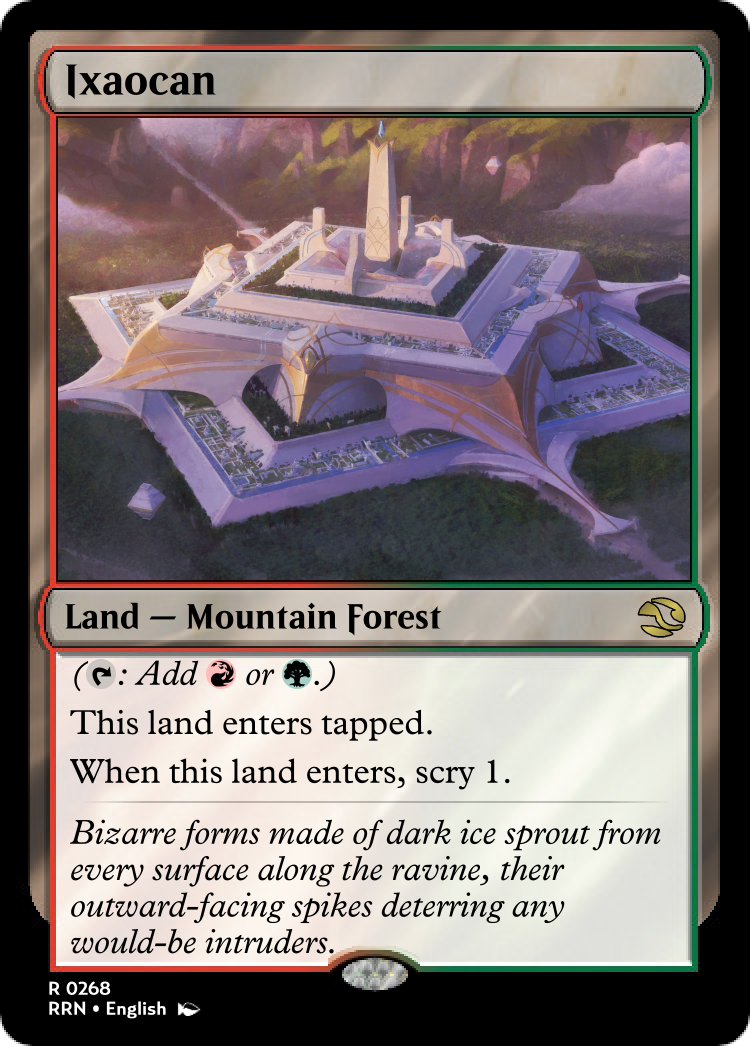 Ixaocan
Land — Mountain Forest
(: Add or .)
This land enters tapped.
When this land enters, scry 1.
Bizarre forms made of dark ice sprout from
every surface along the ravine, their
outward-facing spikes deterring any
would-be intruders.
R 0268
RRN • English